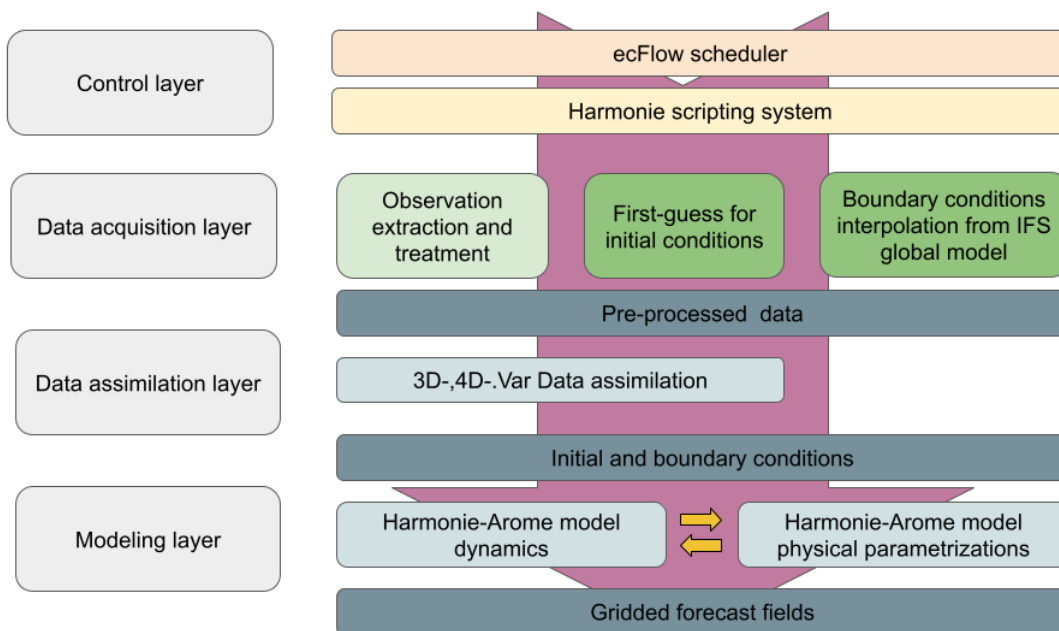 Control layer
ecFlow scheduler
Harmonie scripting system
Data acquisition layer
Observation
extraction and
treatment
First-guess for
initial conditions
Boundary conditions
interpolation from IFS
global model
Pre-processed  data
Data assimilation layer
3D-,4D-.Var Data assimilation
Initial and boundary conditions
Modeling layer
Harmonie-Arome model
dynamics
Harmonie-Arome model
physical parametrizations
Gridded forecast fields